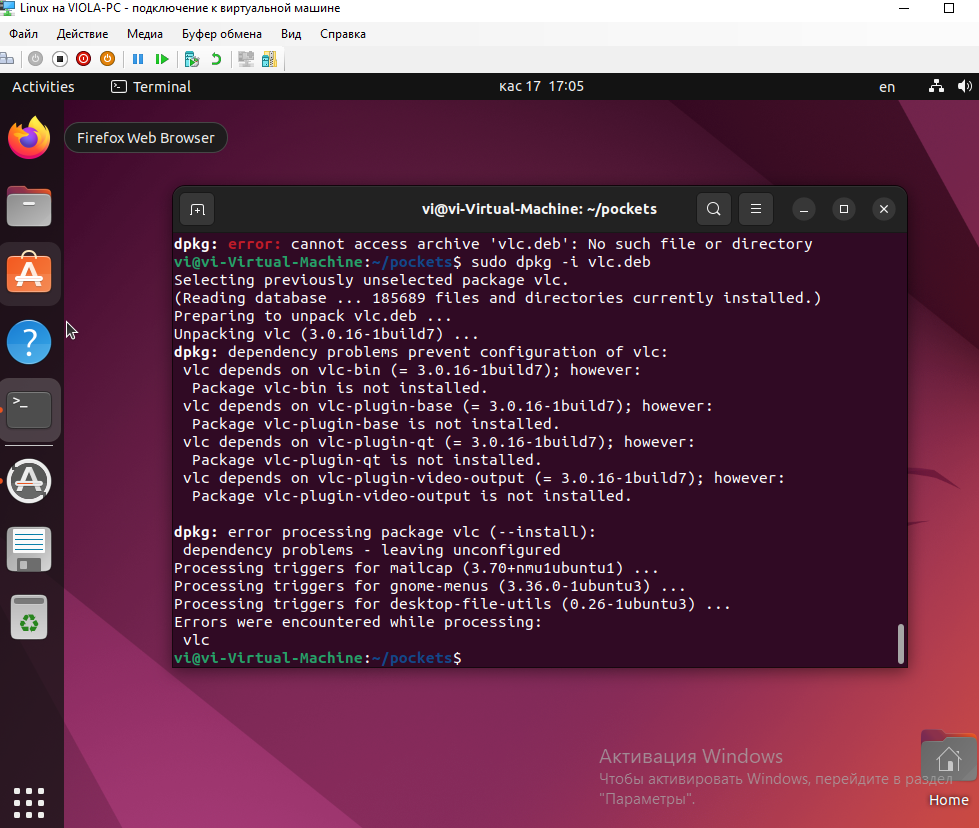 Linux на VIOLA-PC - подключение к виртуальной машине
Файл Действие Медиа Буфер обмена Вид Справка
Activities Terminal кас 17 17:05 en
Firefox Web Browser
vi@vi-Virtual-Machine: ~/pockets
dpkg: error: cannot access archive 'vlc.deb': No such file or directory
vi@vi-Virtual-Machine:~/pockets$ sudo dpkg -i vlc.deb
Selecting previously unselected package vlc.
(Reading database ... 185689 files and directories currently installed.)
Preparing to unpack vlc.deb ...
Unpacking vlc (3.0.16-1build7) ...
dpkg: dependency problems prevent configuration of vlc:
vlc depends on vlc-bin (= 3.0.16-1build7); however:
Package vlc-bin is not installed.
vlc depends on vlc-plugin-base (= 3.0.16-1build7); however:
Package vlc-plugin-base is not installed.
vlc depends on vlc-plugin-qt (= 3.0.16-1build7); however:
Package vlc-plugin-qt is not installed.
vlc depends on vlc-plugin-video-output (= 3.0.16-1build7); however:
Package vlc-plugin-video-output is not installed.
dpkg: error processing package vlc (--install):
dependency problems - leaving unconfigured
Processing triggers for mailcap (3.70+nmu1ubuntu1) ...
Processing triggers for gnome-menus (3.36.0-1ubuntu3) ...
Processing triggers for desktop-file-utils (0.26-1ubuntu3) ...
Errors were encountered while processing:
vlc
vi@vi-Virtual-Machine:~/pockets$
Активация Windows
Чтобы активировать Windows, перейдите в раздел
"Параметры".
Home